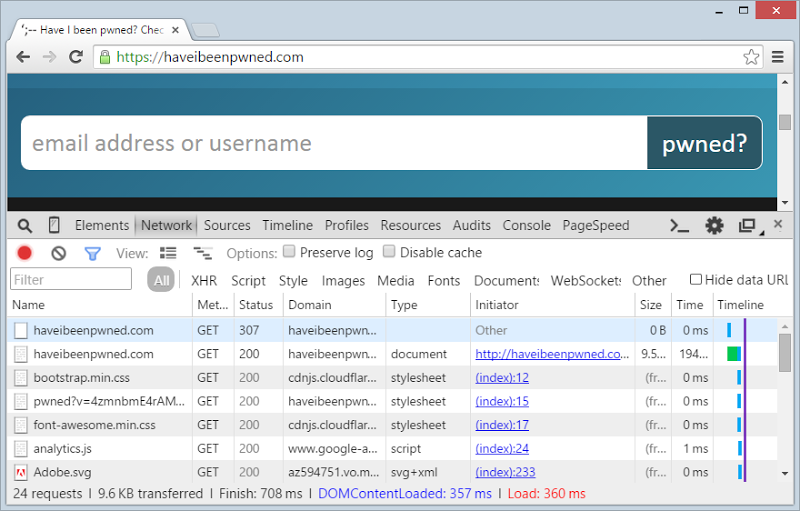 ';-- Have I been pwned? Chec
https://haveibeenpwned.com
email address or username pwned?
Elements Network Sources Timeline Profiles Resources Audits Console PageSpeed
View: Options: Preserve log Disable cache
Filter All XHR Script Style Images Media Fonts Documents WebSockets Other Hide data URL
Name Met... Status Domain Type Initiator Size Time Timeline
haveibeenpwned.com GET 307 haveibeenpwn... Other 0 B 0 ms
haveibeenpwned.com GET 200 haveibeenpwn... document http://haveibeenpwned.co... 9.5... 194...
bootstrap.min.css GET 200 cdnjs.cloudflar... stylesheet (index):12 (fr... 0 ms
pwned?v=4zmnbmE4rAM... GET 200 haveibeenpwn... stylesheet (index):15 (fr... 0 ms
font-awesome.min.css GET 200 cdnjs.cloudflar... stylesheet (index):17 (fr... 0 ms
analytics.js GET 200 www.google-a... script (index):24 (fr... 1 ms
Adobe.svg GET 200 az594751.vo.m... svg+xml (index):233 (fr... 0 ms
24 requests | 9.6 KB transferred | Finish: 708 ms | DOMContentLoaded: 357 ms | Load: 360 ms